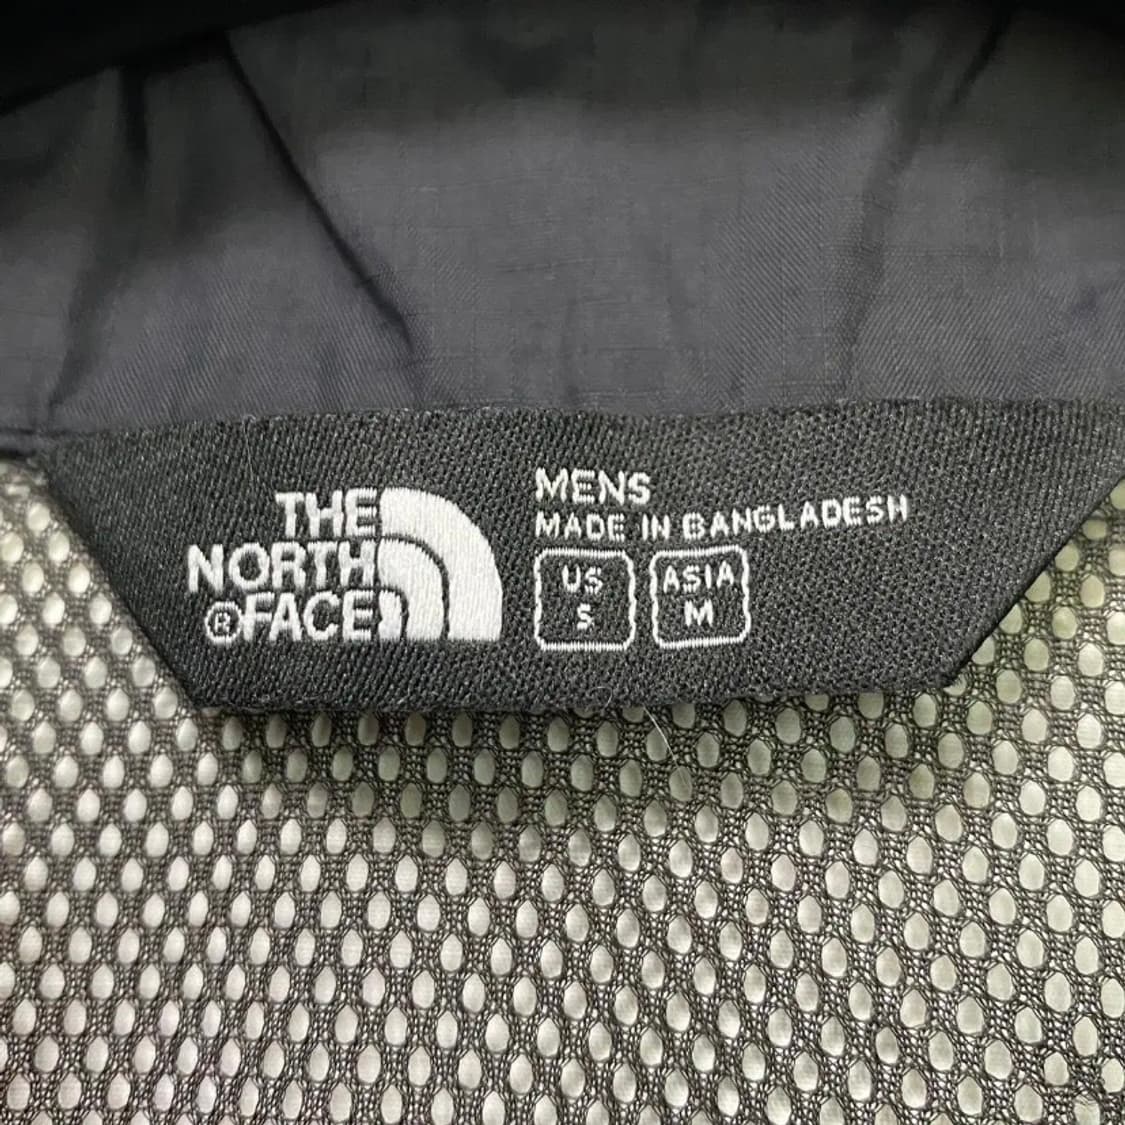 THE
NORTH
®FACE
MENS
MADE IN BANGLADESH
US
S
ASIA
M